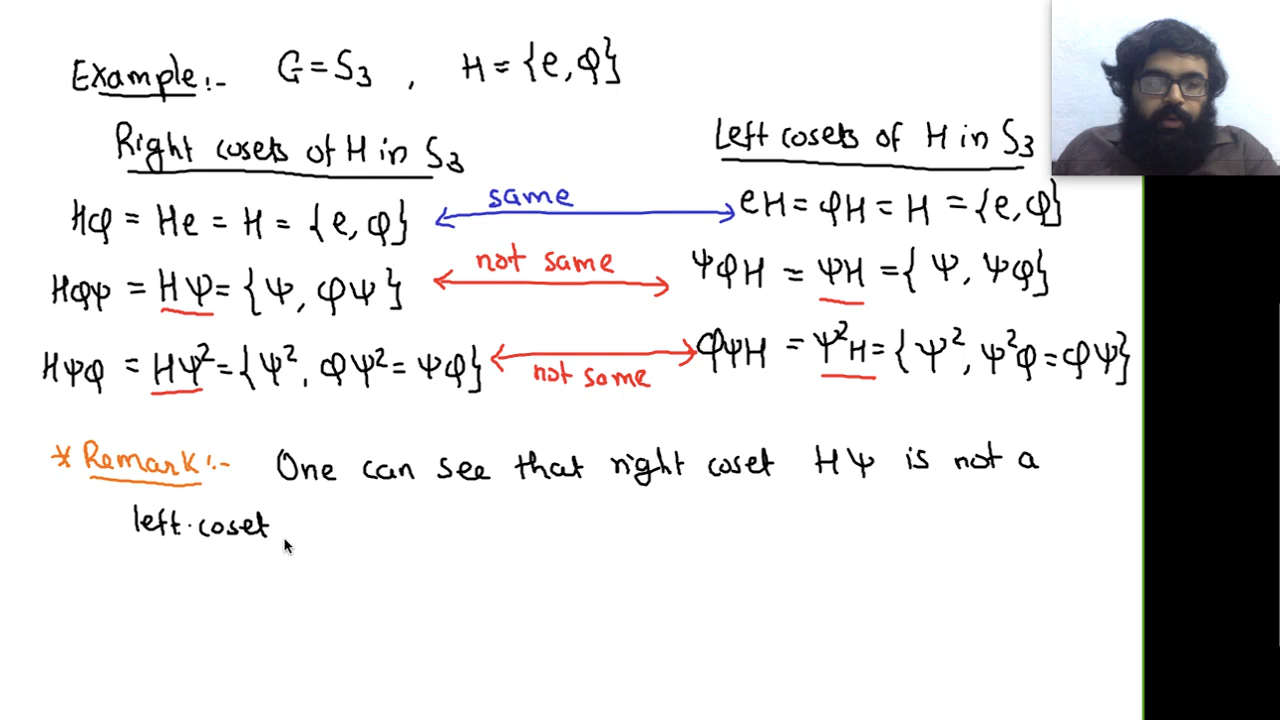 Example:- G = S3 , H = {e, φ}
Right cosets of H in S3
Left cosets of H in S3
Hφ = He = H = {e, φ}
same
eH = φH = H = {e, φ}
Hφψ = Hψ = {ψ, φψ}
not same
ψφH = ψH = {ψ, ψφ}
Hψφ = Hψ² = {ψ², φψ² = ψφ}
not same
φψH = ψ²H = {ψ², ψ²φ = φψ}
* Remark:- One can see that right coset Hψ is not a
left coset